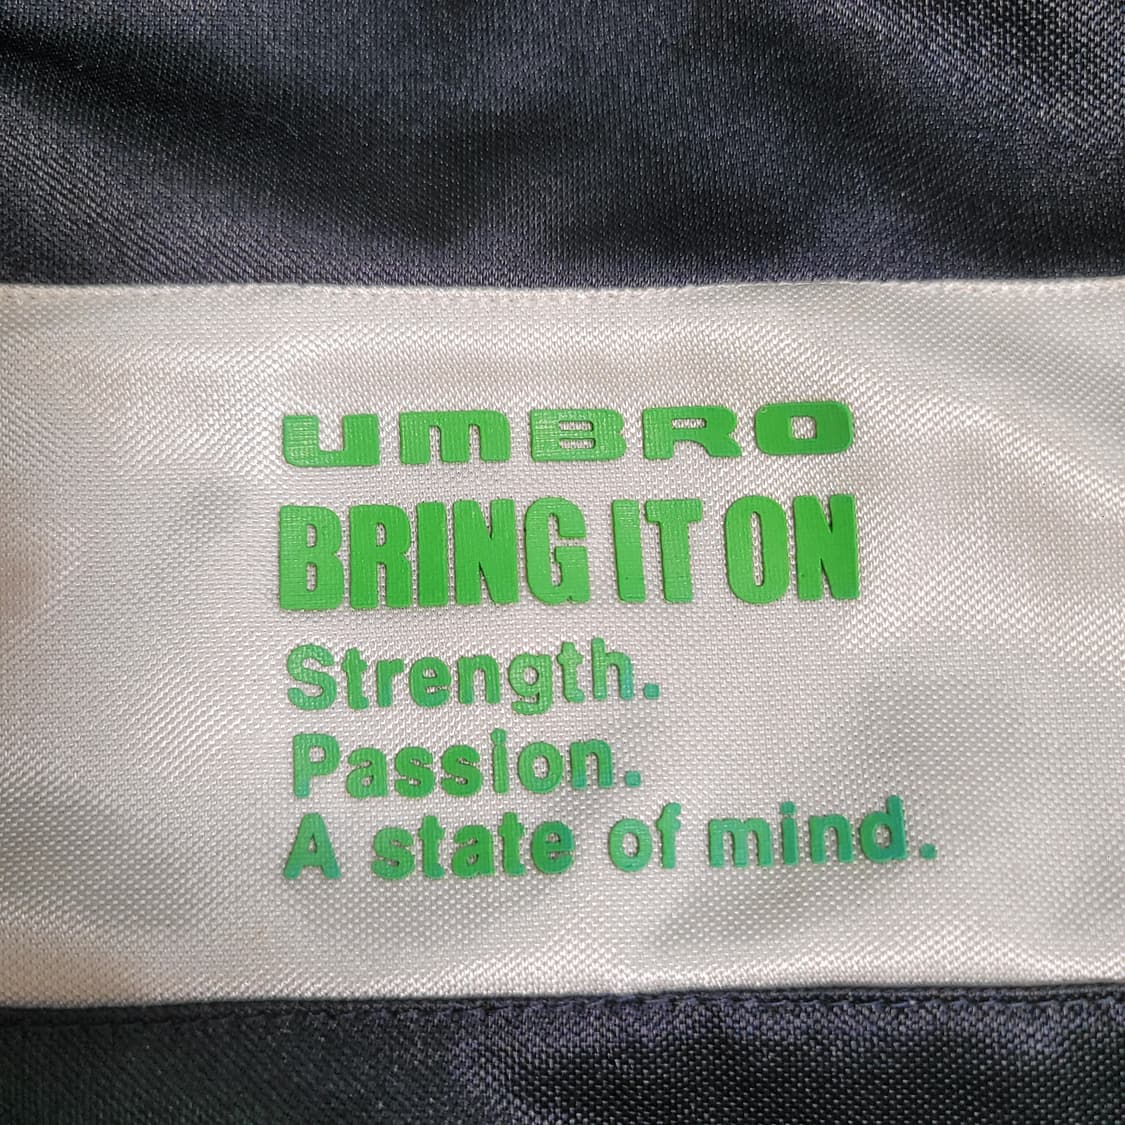 UMBRO
BRING IT ON
Strength.
Passion.
A state of mind.